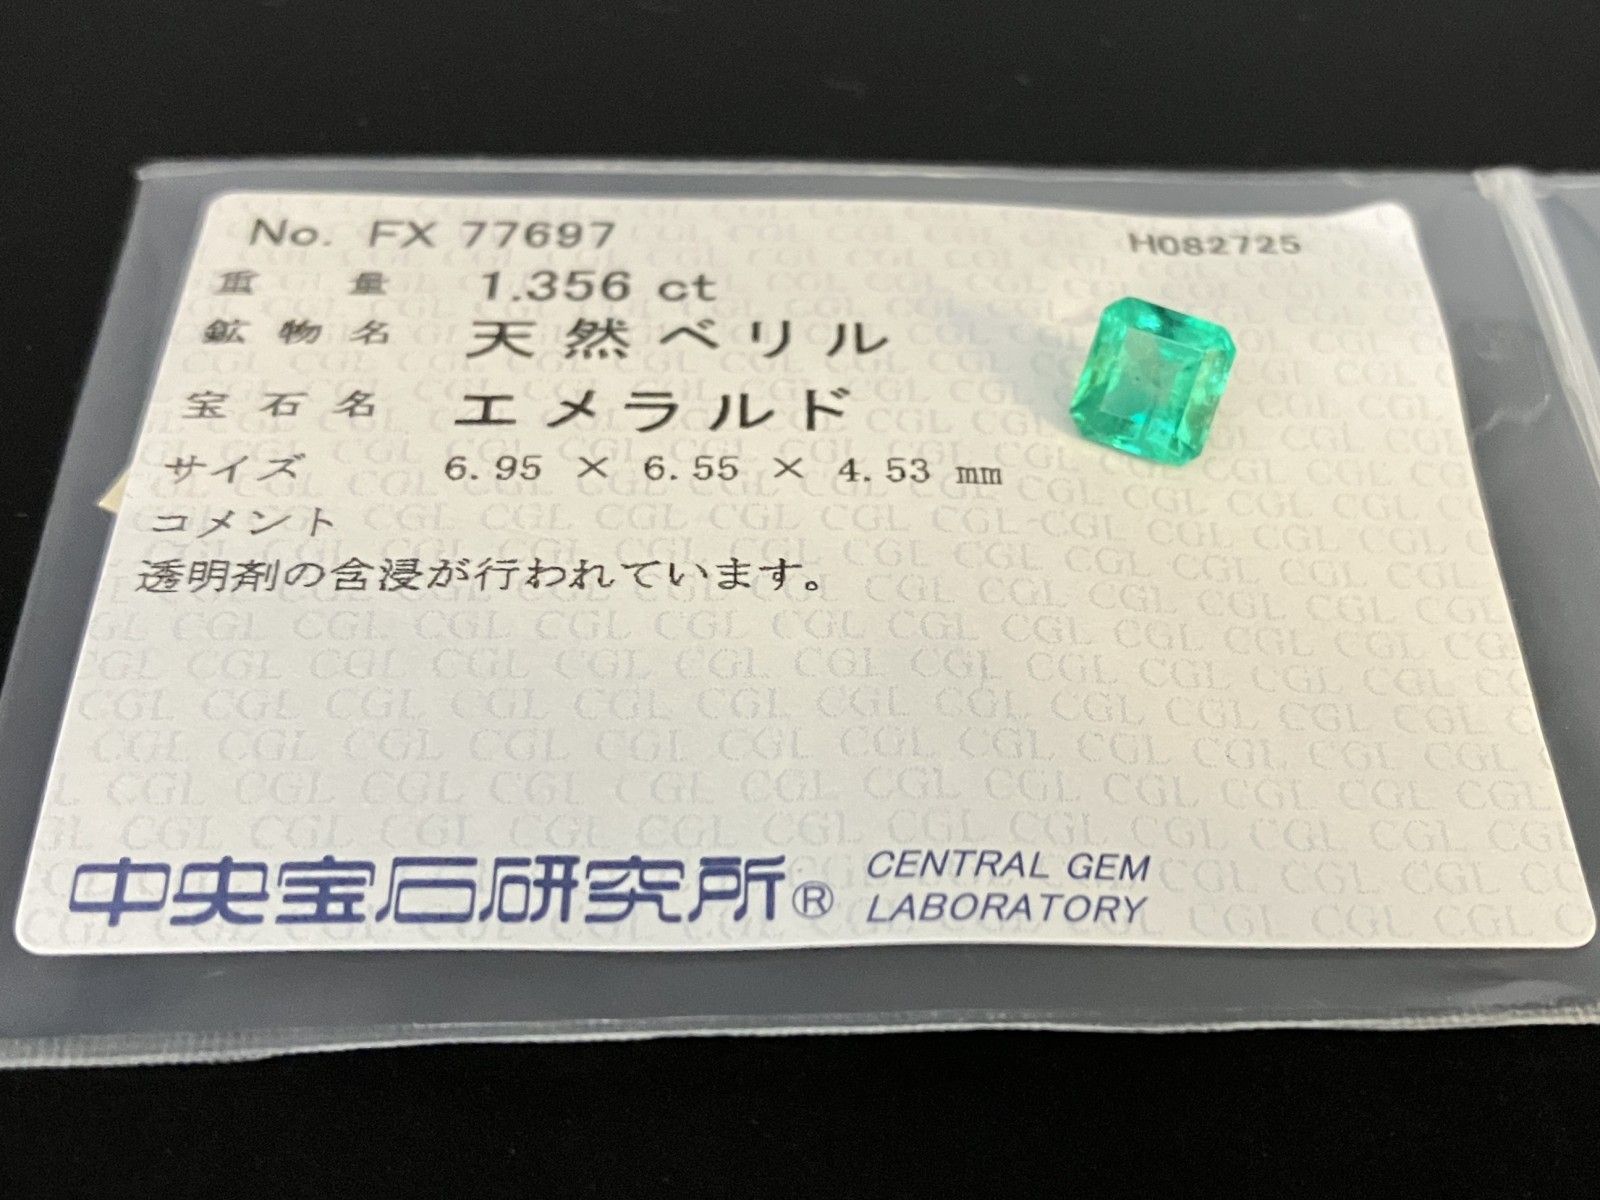 No. FX 77697 H082725
重量 1.356 ct
鉱物名 天然ベリル
宝石名 エメラルド
サイズ 6.95 × 6.55 × 4.53 mm
コメント
透明剤の含浸が行われています。
中央宝石研究所® CENTRAL GEM
LABORATORY